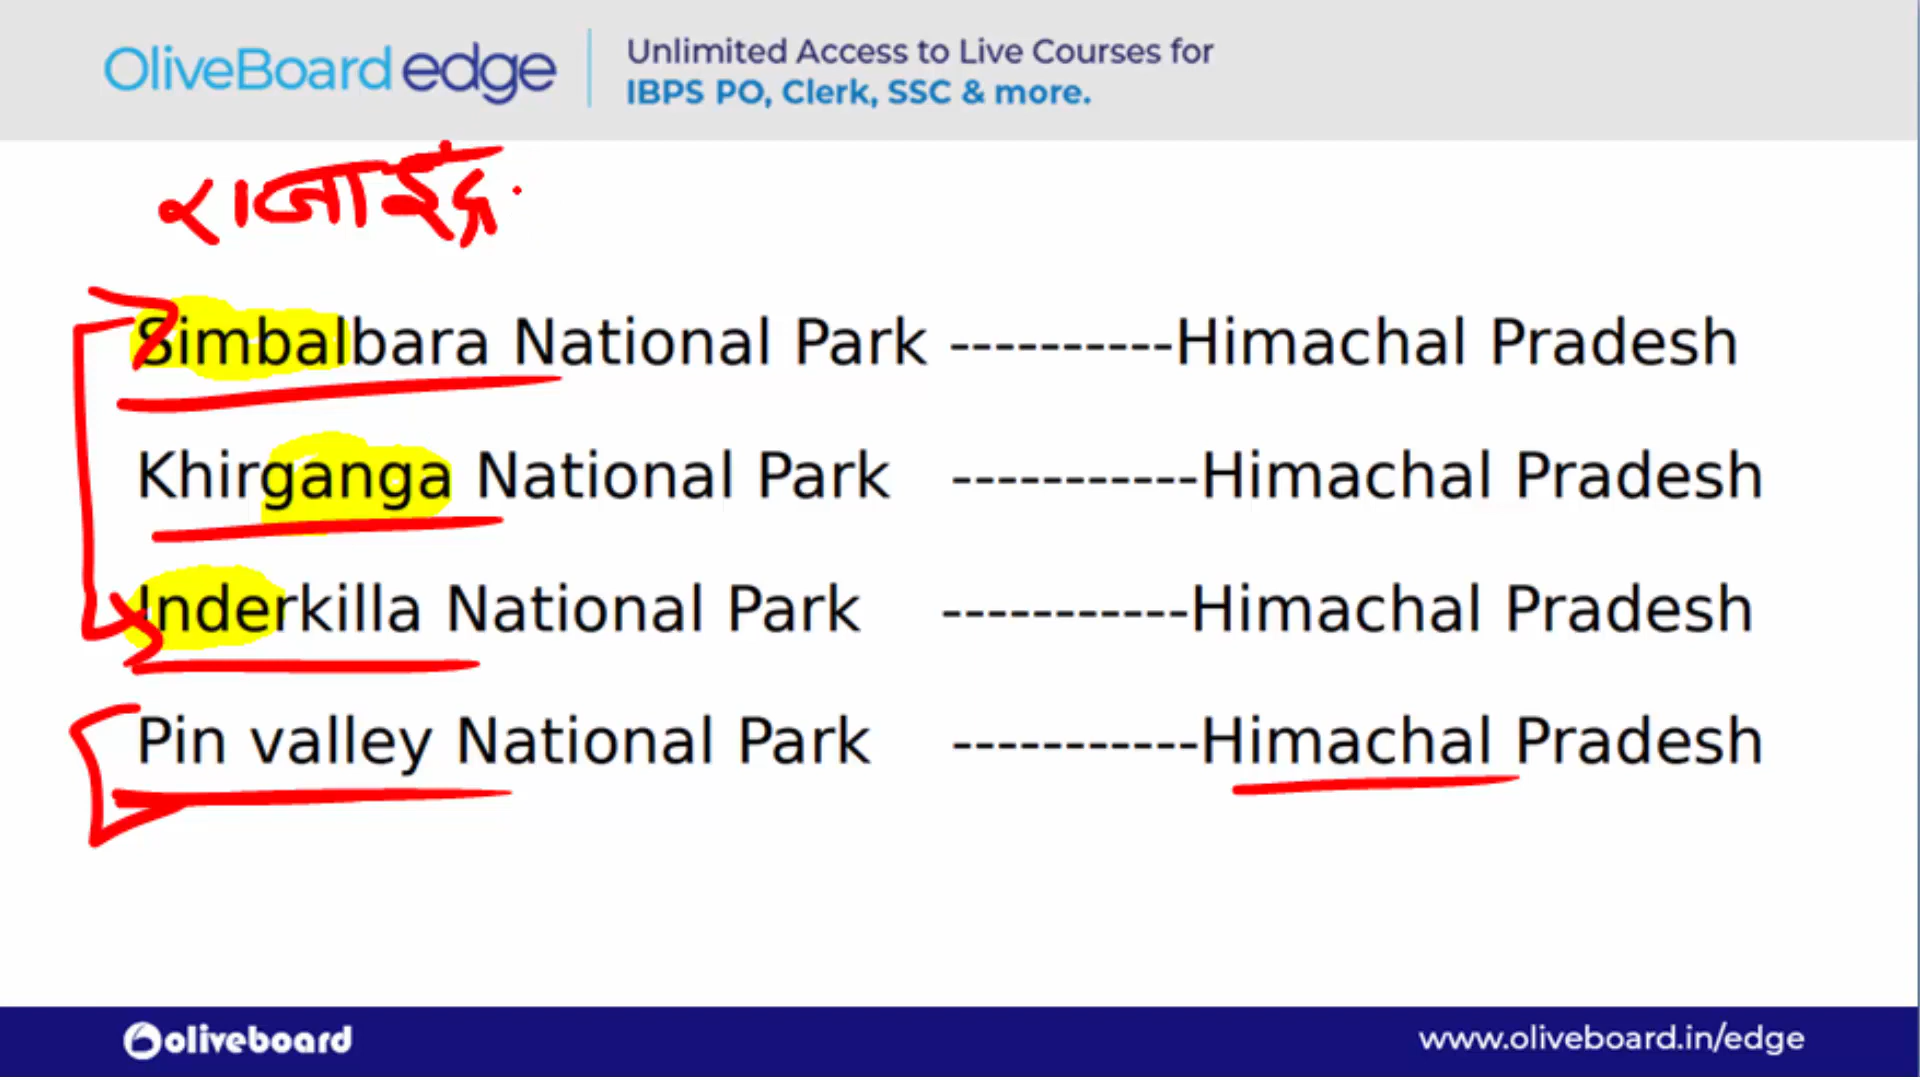 OliveBoard edge
Unlimited Access to Live Courses for
IBPS PO, Clerk, SSC & more.
राजा इंद्र
Simbalbara National Park ----------Himachal Pradesh
Khirganga National Park -----------Himachal Pradesh
Inderkilla National Park -----------Himachal Pradesh
Pin valley National Park -----------Himachal Pradesh
oliveboard
www.oliveboard.in/edge